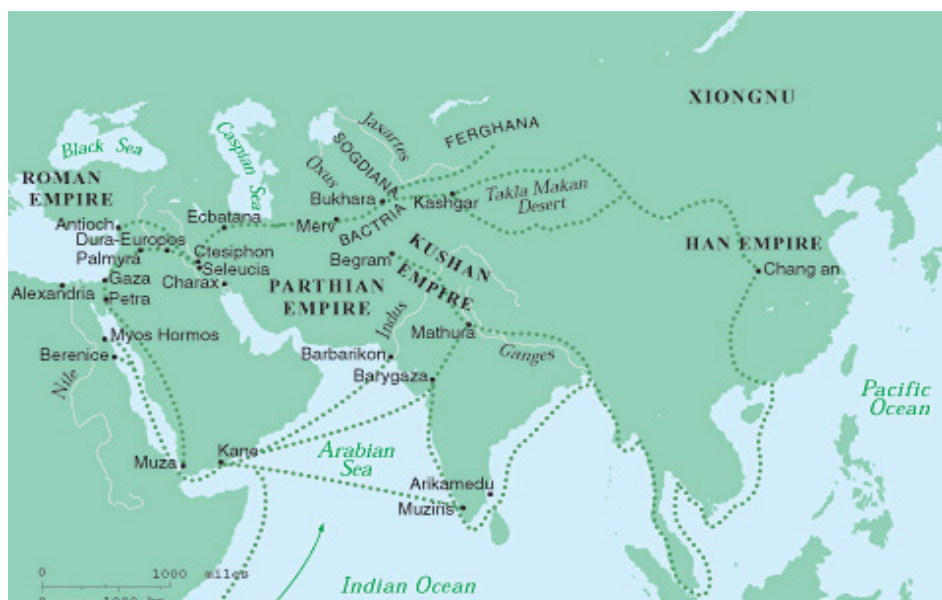 XIONGNU
Black Sea
Caspian Sea
Jaxartes
FERGHANA
SOGDIANA
Oxus
ROMAN
EMPIRE
Bukhara
Kashgar
Takla Makan
Desert
Antioch
Ecbatana
Merv
BACTRIA
Dura-Europos
Palmyra
Ctesiphon
Seleucia
Begram
KUSHAN
EMPIRE
HAN EMPIRE
Chang an
Gaza
Charax
PARTHIAN
EMPIRE
Alexandria
Petra
Indus
Mathura
Myos Hormos
Berenice
Barbarikon
Ganges
Barygaza
Nile
Pacific
Ocean
Muza
Kane
Arabian
Sea
Arikamedu
Muziris
0 1000 miles
Indian Ocean